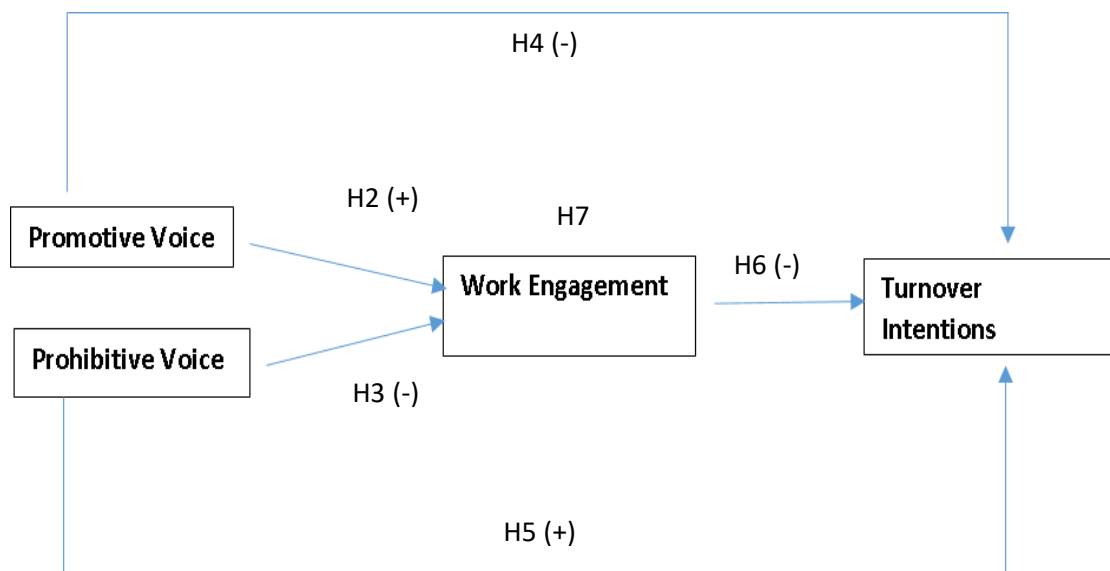 H4 (-)
H2 (+)
H7
Promotive Voice
H6 (-)
Work Engagement
Turnover
Intentions
Prohibitive Voice
H3 (-)
H5 (+)